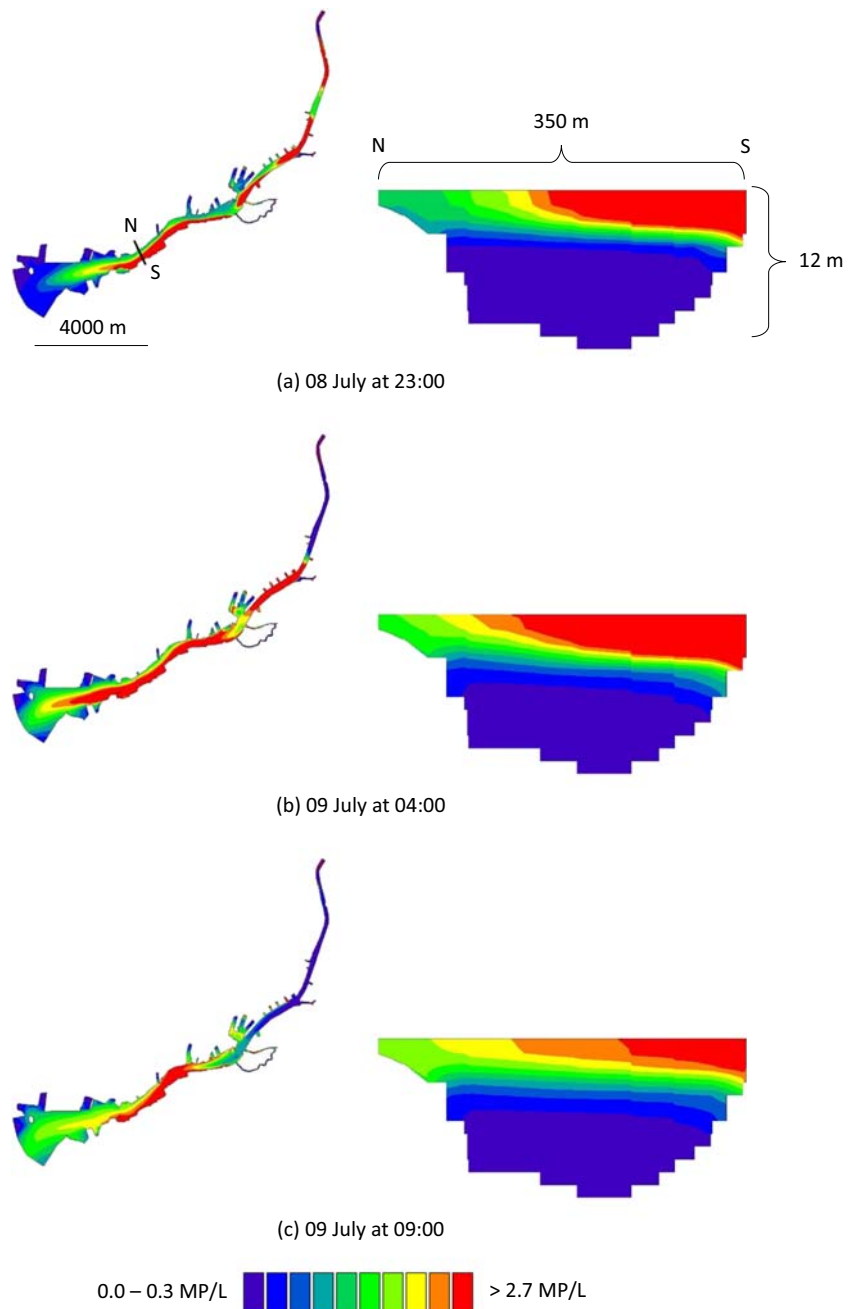 N
350 m
S
N
S
12 m
4000 m
(a) 08 July at 23:00
(b) 09 July at 04:00
(c) 09 July at 09:00
0.0 – 0.3 MP/L
> 2.7 MP/L